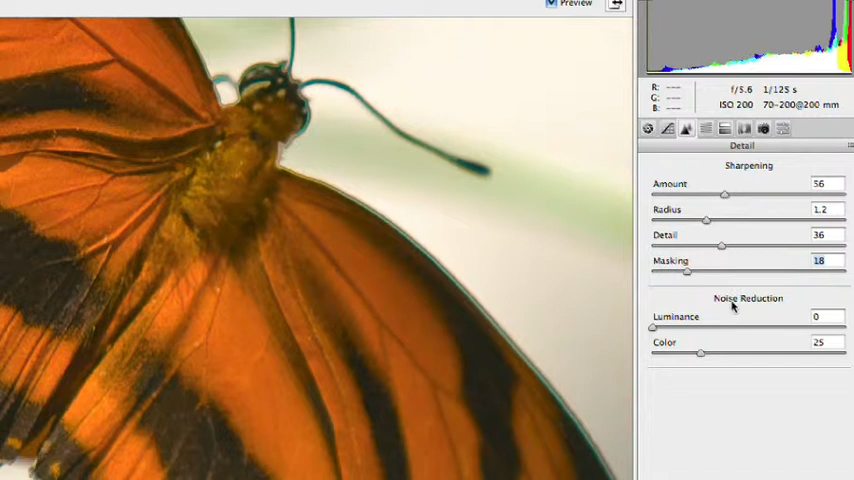 Preview
R: ---
G: ---
B: ---
f/5.6 1/125 s
ISO 200 70-200@200 mm
Detail
Sharpening
Amount 56
Radius 1.2
Detail 36
Masking 18
Noise Reduction
Luminance 0
Color 25